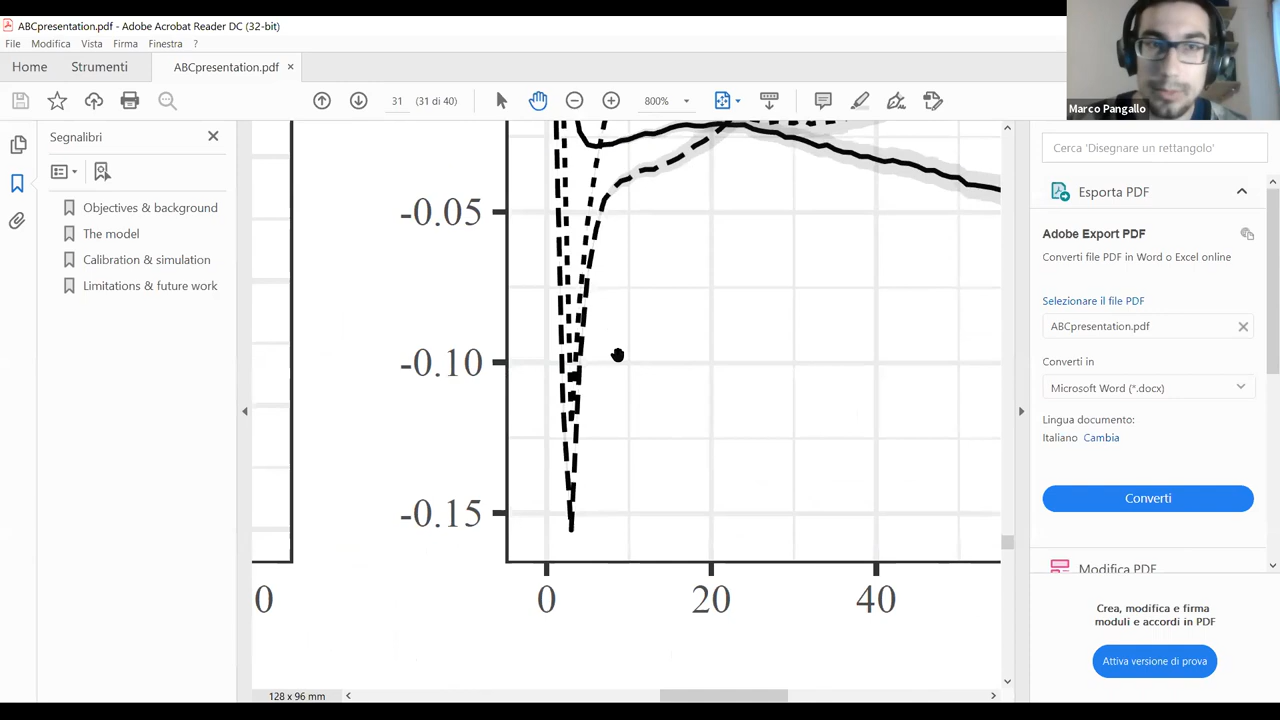 ABCpresentation.pdf - Adobe Acrobat Reader DC (32-bit)
File Modifica Vista Firma Finestra ?
Home Strumenti ABCpresentation.pdf ×
31 (31 di 40) 800%
Marco Pangallo
Segnalibri
Objectives & background
The model
Calibration & simulation
Limitations & future work
-0.05
-0.10
-0.15
0 0 20 40
128 x 96 mm
Cerca 'Disegnare un rettangolo'
Esporta PDF
Adobe Export PDF
Converti file PDF in Word o Excel online
Selezionare il file PDF
ABCpresentation.pdf
Converti in
Microsoft Word (*.docx)
Lingua documento:
Italiano Cambia
Converti
Modifica PDF
Crea, modifica e firma
moduli e accordi in PDF
Attiva versione di prova